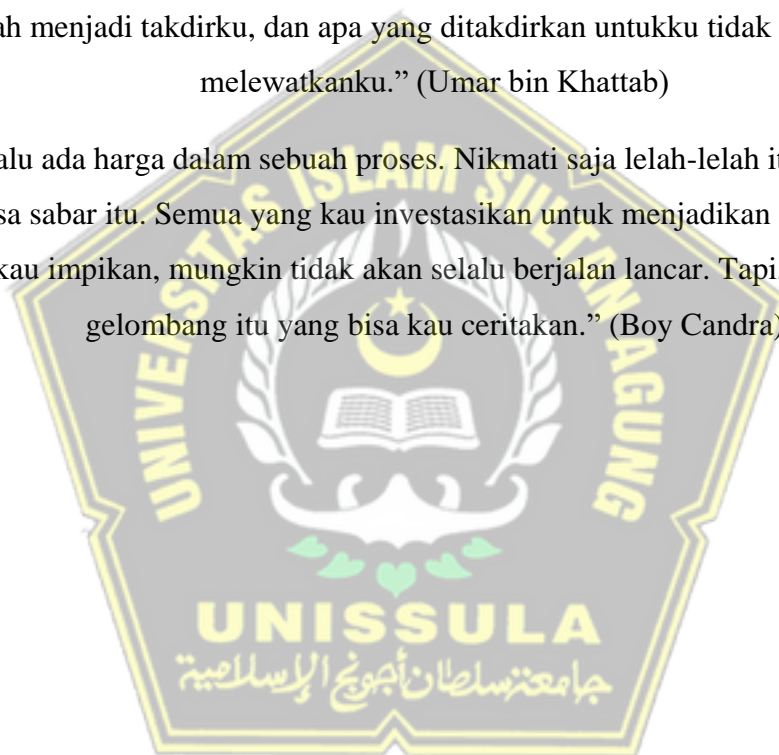 ah menjadi takdirku, dan apa yang ditakdirkan untukku tidak
melewatkanku.” (Umar bin Khattab)
alu ada harga dalam sebuah proses. Nikmati saja lelah-lelah it
sa sabar itu. Semua yang kau investasikan untuk menjadikan
kau impikan, mungkin tidak akan selalu berjalan lancar. Tapi
gelombang itu yang bisa kau ceritakan.” (Boy Candra)
UNIVERSITAS ISLAM SULTAN AGUNG
UNISSULA
جامعة سلطان أجونج الإسلامية